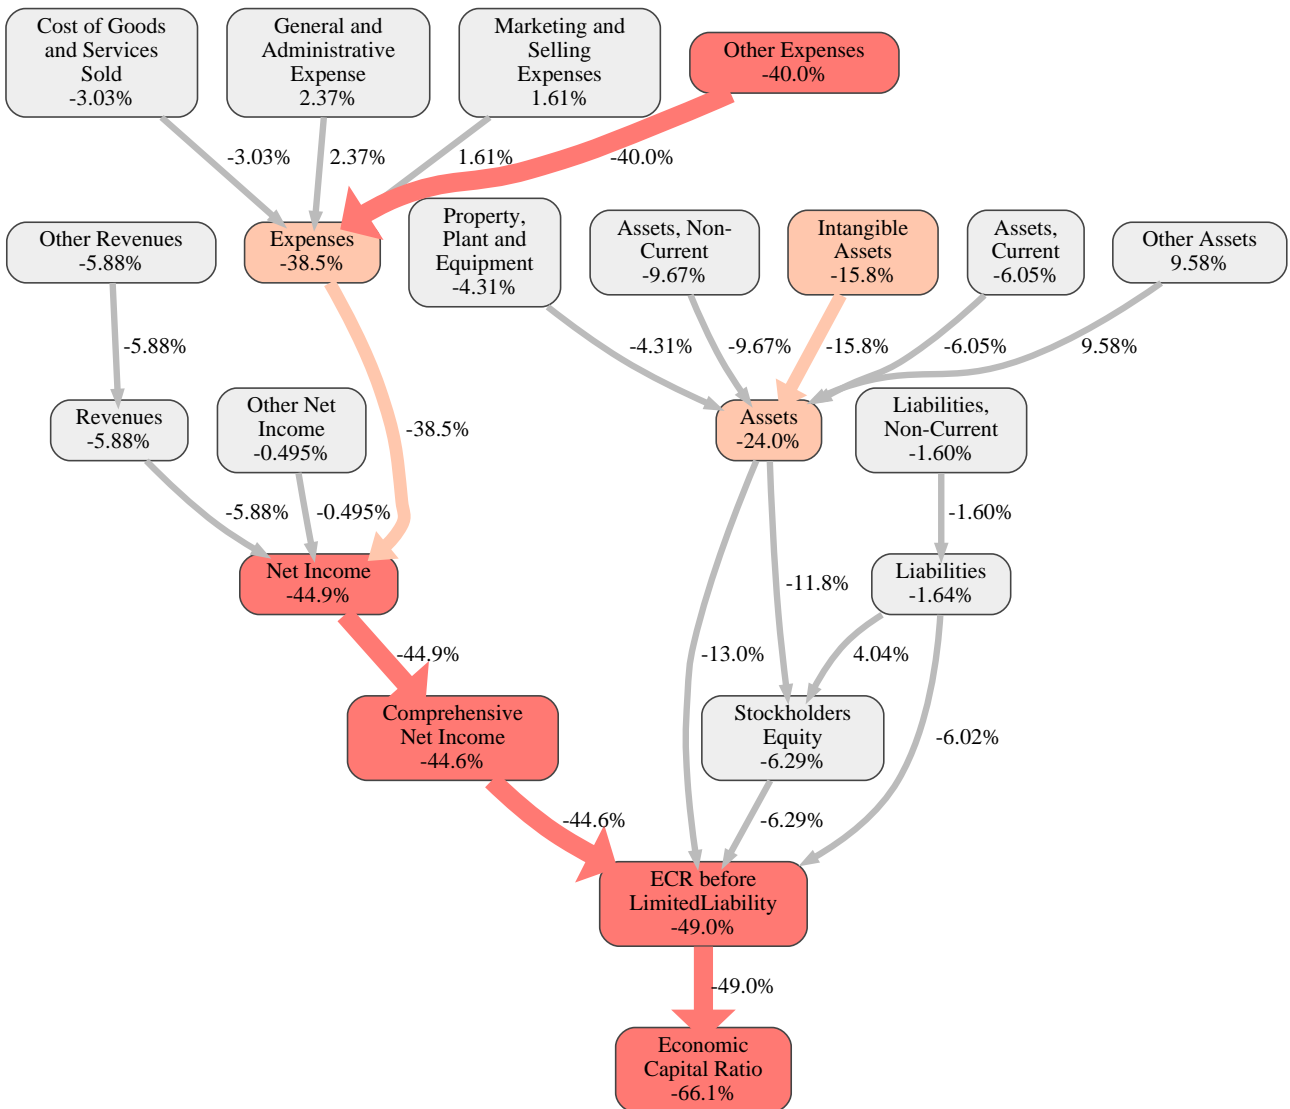 Cost of Goods
and Services
Sold
-3.03%
General and
Administrative
Expense
2.37%
Marketing and
Selling
Expenses
1.61%
Other Expenses
-40.0%
-3.03%
2.37%
1.61%
-40.0%
Other Revenues
-5.88%
Expenses
-38.5%
Property,
Plant and
Equipment
-4.31%
Assets, Non-
Current
-9.67%
Intangible
Assets
-15.8%
Assets,
Current
-6.05%
Other Assets
9.58%
-5.88%
-38.5%
-4.31%
-9.67%
-15.8%
-6.05%
9.58%
Revenues
-5.88%
Other Net
Income
-0.495%
Assets
-24.0%
Liabilities,
Non-Current
-1.60%
-5.88%
-0.495%
-1.60%
Net Income
-44.9%
-11.8%
Liabilities
-1.64%
-44.9%
-13.0%
4.04%
Comprehensive
Net Income
-44.6%
Stockholders
Equity
-6.29%
-6.02%
-44.6%
-6.29%
ECR before
LimitedLiability
-49.0%
-49.0%
Economic
Capital Ratio
-66.1%